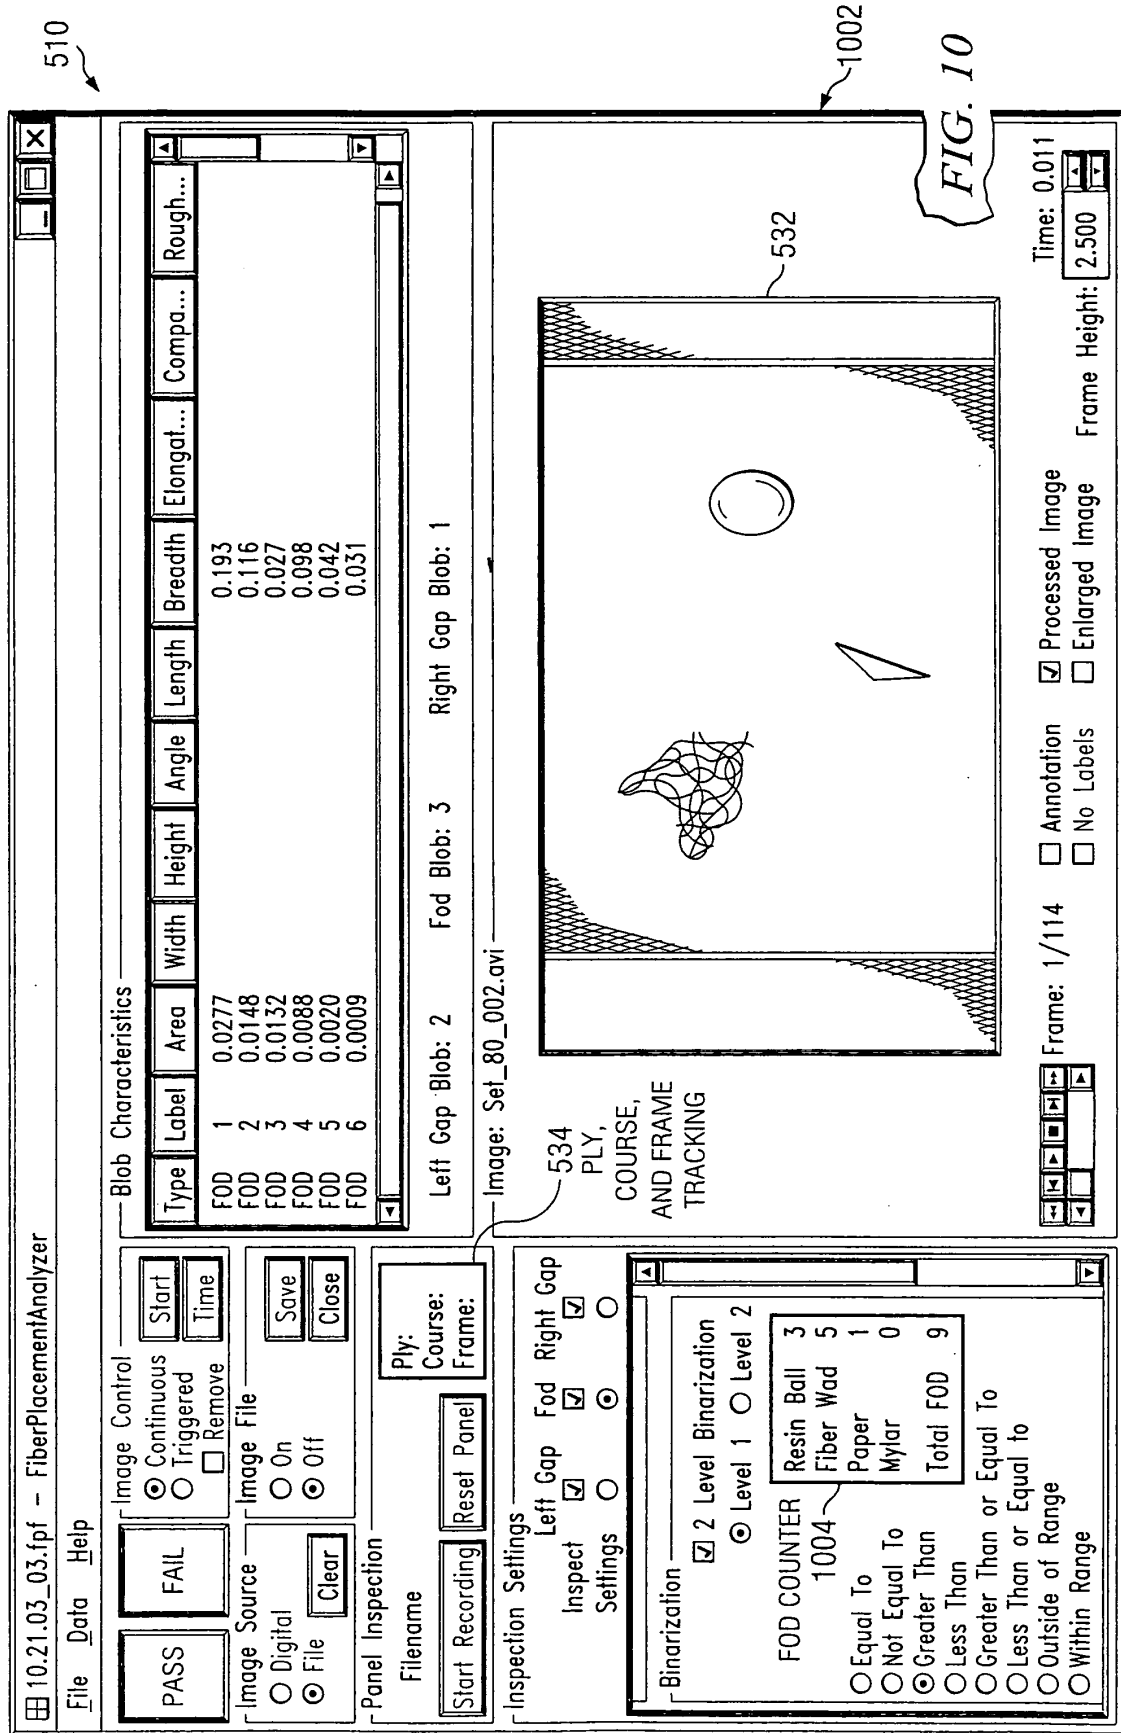 510
10.21.03_03.fpf – FiberPlacementAnalyzer
File Data Help
PASS FAIL
Image Control
Continuous
Triggered
Remove
Start
Time
Image Source
Digital
File
Clear
Image File
On
Off
Save
Close
Panel Inspection
Filename
Start Recording
Reset Panel
Ply:
Course:
Frame:
534
PLY,
COURSE,
AND FRAME
TRACKING
Blob Characteristics
Type Label Area Width Height Angle Length Breadth Elongat... Compa... Rough...
FOD 1 0.0277 0.193
FOD 2 0.0148 0.116
FOD 3 0.0132 0.027
FOD 4 0.0088 0.098
FOD 5 0.0020 0.042
FOD 6 0.0009 0.031
Left Gap Blob: 2 Fod Blob: 3 Right Gap Blob: 1
Inspection Settings
Left Gap Fod Right Gap
Inspect
Settings
Binarization
2 Level Binarization
Level 1 Level 2
FOD COUNTER
1004
Resin Ball 3
Fiber Wad 5
Paper 1
Mylar 0
Total FOD 9
Equal To
Not Equal To
Greater Than
Less Than
Greater Than or Equal To
Less Than or Equal to
Outside of Range
Within Range
Image: Set_80_002.avi
532
Frame: 1/114
Annotation
No Labels
Processed Image
Enlarged Image
Time: 0.011
Frame Height: 2.500
1002
FIG. 10